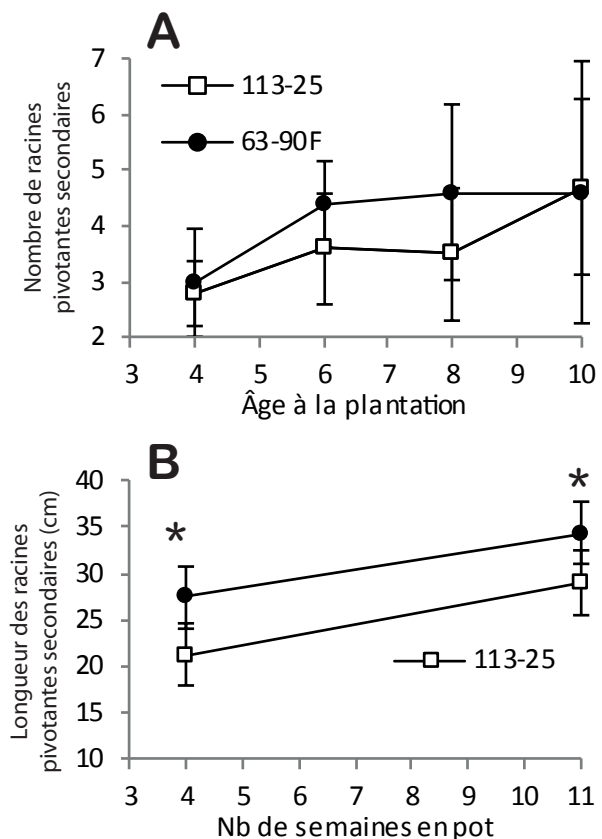 A
Nombre de racines
pivotantes secondaires
7
6
5
4
3
2
113-25
63-90F
3 4 5 6 7 8 9 10
Âge à la plantation
B
Longueur des racines
pivotantes secondaires (cm)
40
35
30
25
20
15
10
*
*
113-25
3 4 5 6 7 8 9 10 11
Nb de semaines en pot